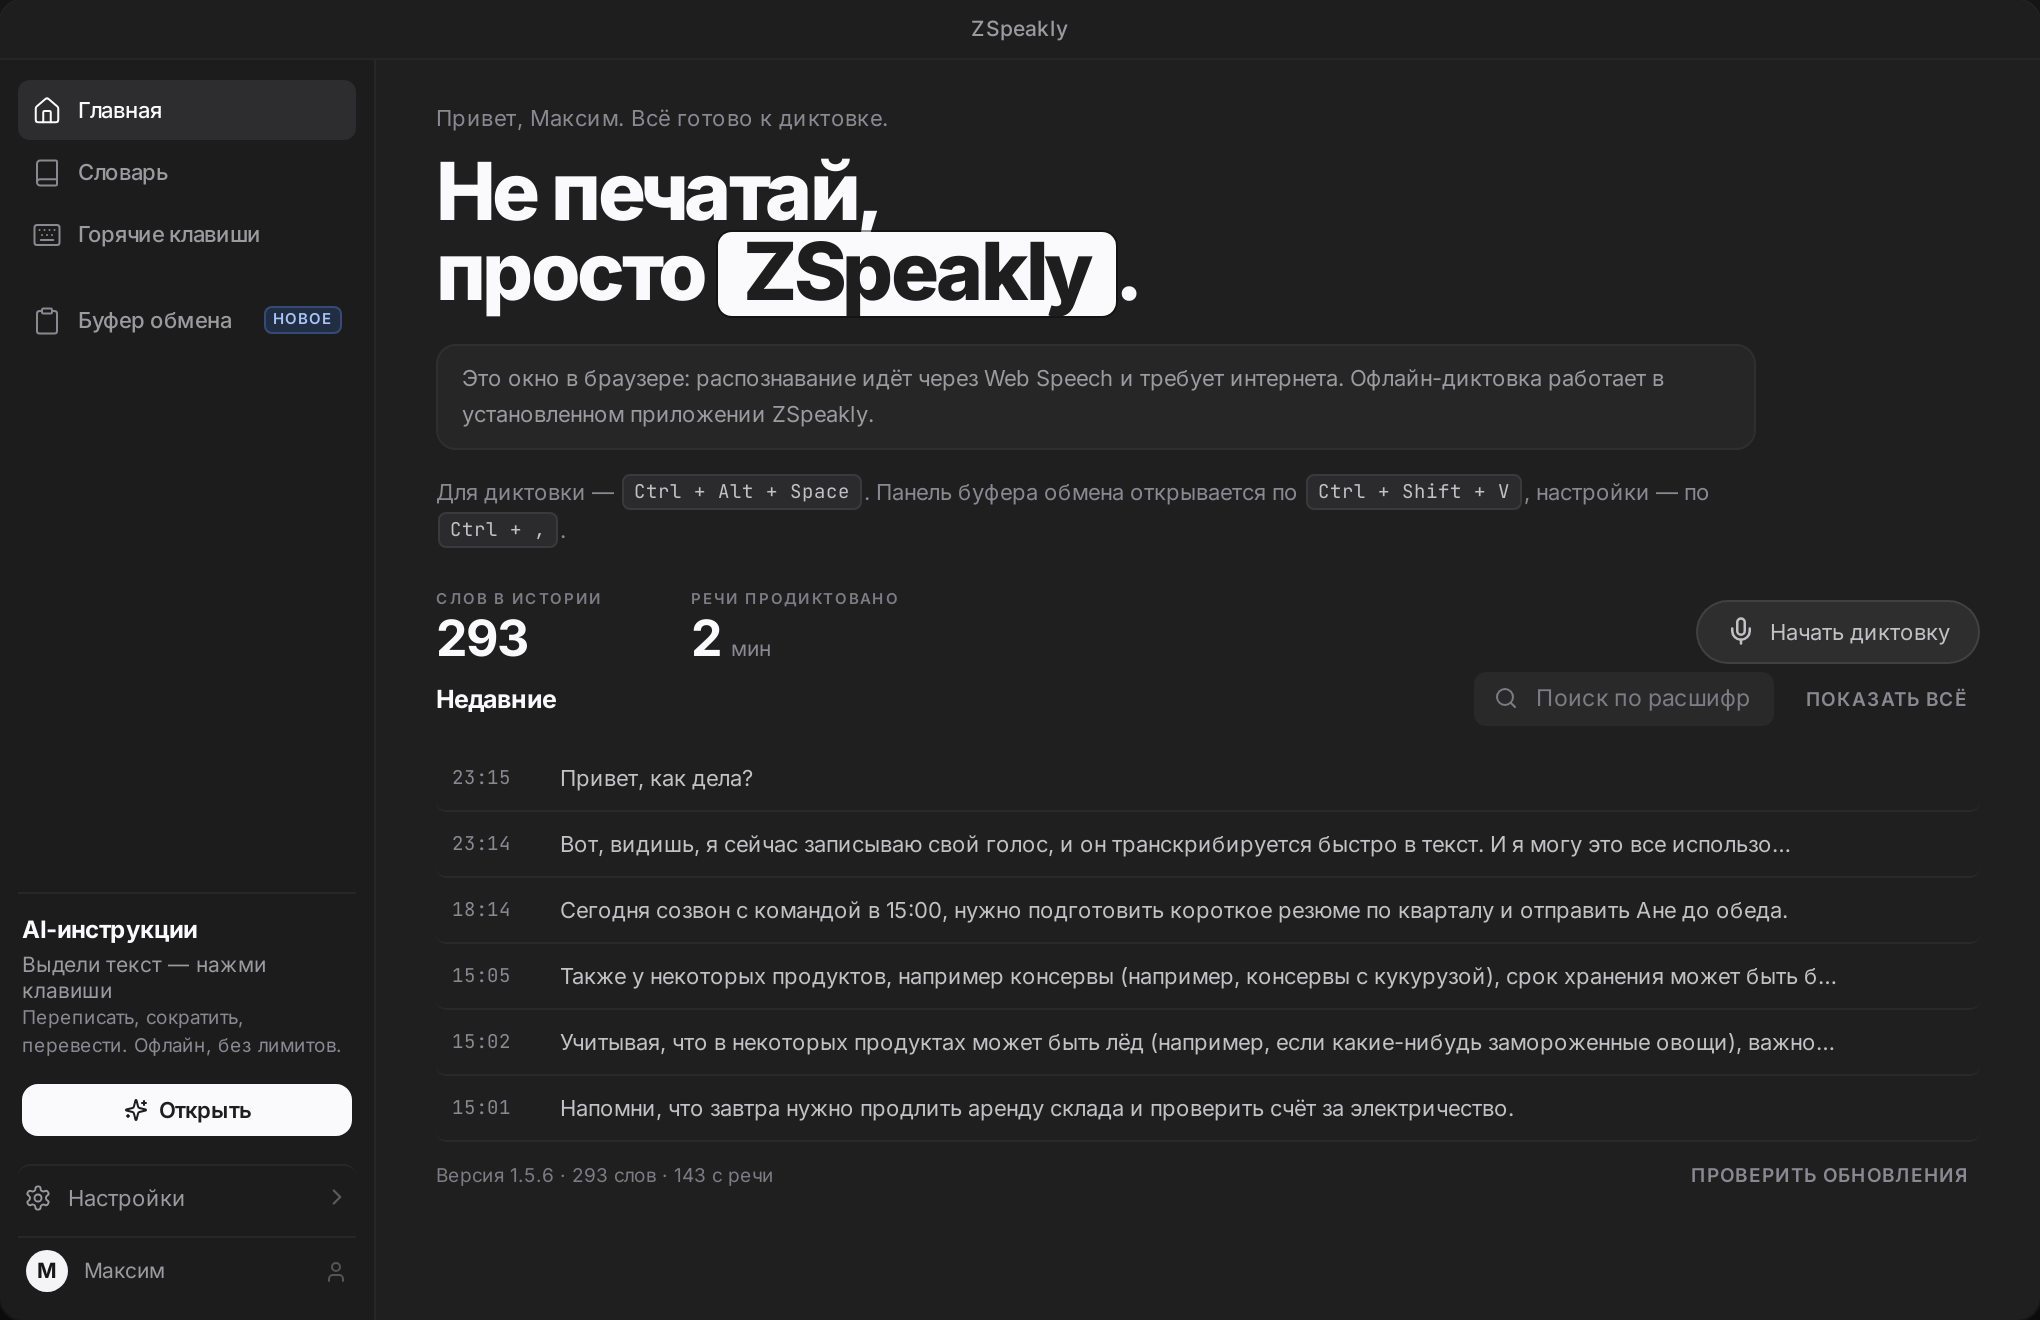 ZSpeakly
Главная
Словарь
Горячие клавиши
Буфер обмена НОВОЕ
AI-инструкции
Выдели текст — нажми
клавиши
Переписать, сократить,
перевести. Офлайн, без лимитов.
Открыть
Настройки
М Максим
Привет, Максим. Всё готово к диктовке.
Не печатай,
просто ZSpeakly.
Это окно в браузере: распознавание идёт через Web Speech и требует интернета. Офлайн-диктовка работает в
установленном приложении ZSpeakly.
Для диктовки — Ctrl + Alt + Space. Панель буфера обмена открывается по Ctrl + Shift + V, настройки — по
Ctrl + , .
СЛОВ В ИСТОРИИ РЕЧИ ПРОДИКТОВАНО
293 2 мин
Начать диктовку
Недавние Поиск по расшифр ПОКАЗАТЬ ВСЁ
23:15 Привет, как дела?
23:14 Вот, видишь, я сейчас записываю свой голос, и он транскрибируется быстро в текст. И я могу это все использо...
18:14 Сегодня созвон с командой в 15:00, нужно подготовить короткое резюме по кварталу и отправить Ане до обеда.
15:05 Также у некоторых продуктов, например консервы (например, консервы с кукурузой), срок хранения может быть б...
15:02 Учитывая, что в некоторых продуктах может быть лёд (например, если какие-нибудь замороженные овощи), важно...
15:01 Напомни, что завтра нужно продлить аренду склада и проверить счёт за электричество.
Версия 1.5.6 · 293 слов · 143 с речи ПРОВЕРИТЬ ОБНОВЛЕНИЯ